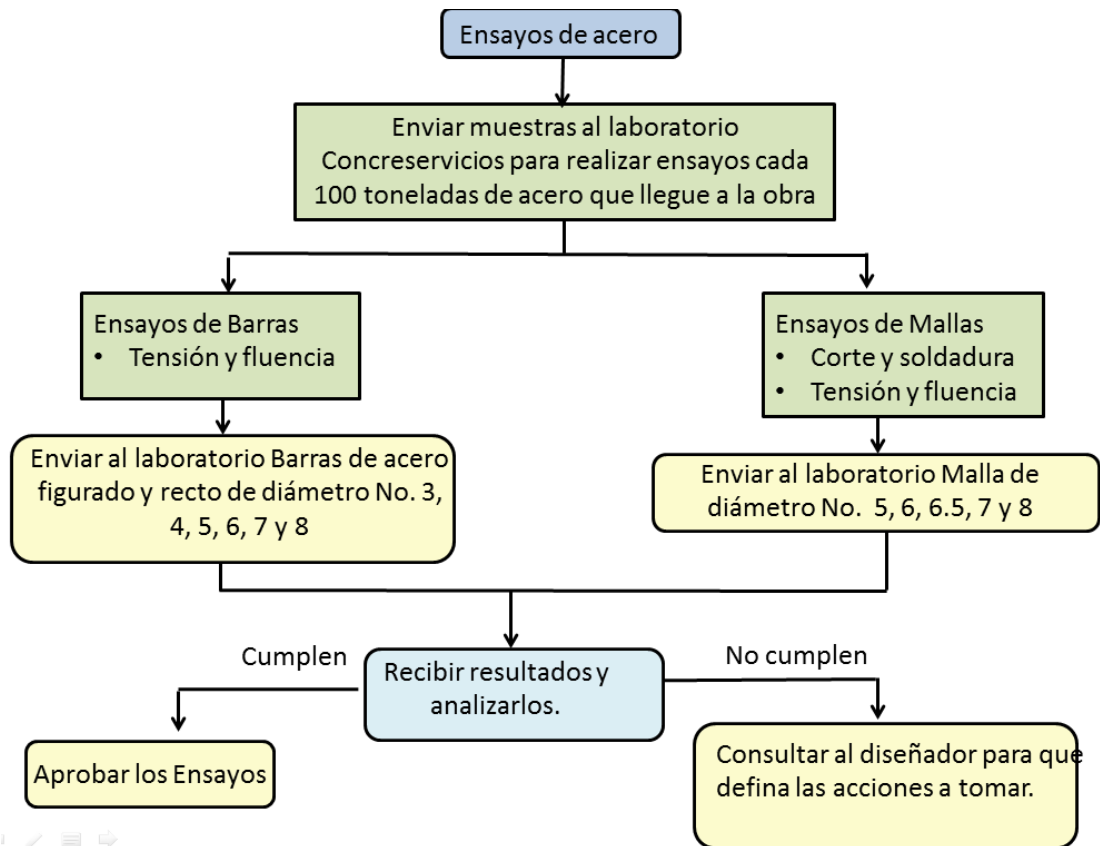 Ensayos de acero
Enviar muestras al laboratorio
Concreservicios para realizar ensayos cada
100 toneladas de acero que llegue a la obra
Ensayos de Barras
• Tensión y fluencia
Ensayos de Mallas
• Corte y soldadura
• Tensión y fluencia
Enviar al laboratorio Barras de acero
figurado y recto de diámetro No. 3,
4, 5, 6, 7 y 8
Enviar al laboratorio Malla de
diámetro No. 5, 6, 6.5, 7 y 8
Cumplen
Recibir resultados y
analizarlos.
No cumplen
Aprobar los Ensayos
Consultar al diseñador para que
defina las acciones a tomar.